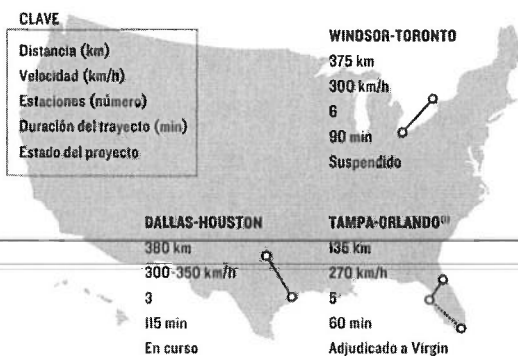 CLAVE
Distancia (km)
Velocidad (km/h)
Estaciones (número)
Duración del trayecto (min)
Estado del proyecto
WINDSOR-TORONTO
375 km
300 km/h
6
90 min
Suspendido
DALLAS-HOUSTON
380 km
300-350 km/h
3
115 min
En curso
TAMPA-ORLANDO⁽¹⁾
135 km
270 km/h
5
60 min
Adjudicado a Virgin